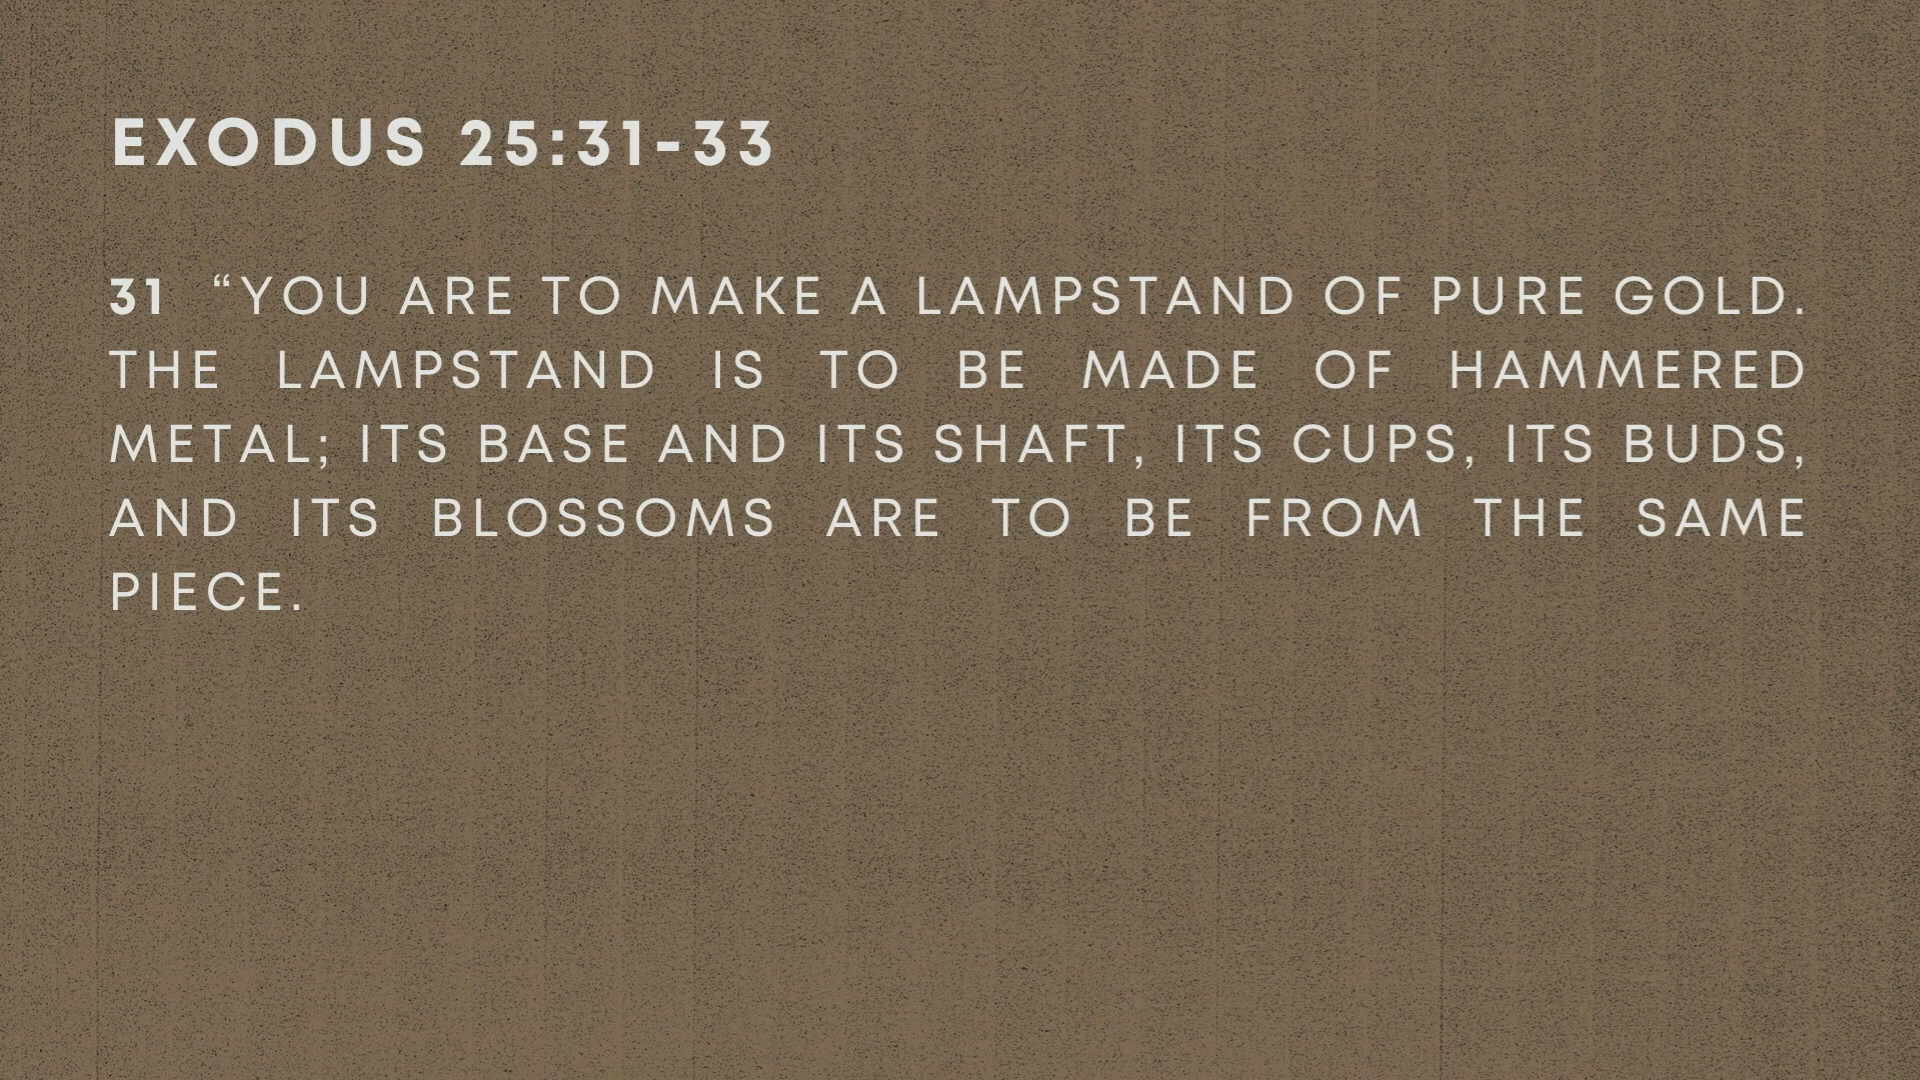 EXODUS 25:31-33
31 “YOU ARE TO MAKE A LAMPSTAND OF PURE GOLD.
THE LAMPSTAND IS TO BE MADE OF HAMMERED
METAL; ITS BASE AND ITS SHAFT, ITS CUPS, ITS BUDS,
AND ITS BLOSSOMS ARE TO BE FROM THE SAME
PIECE.